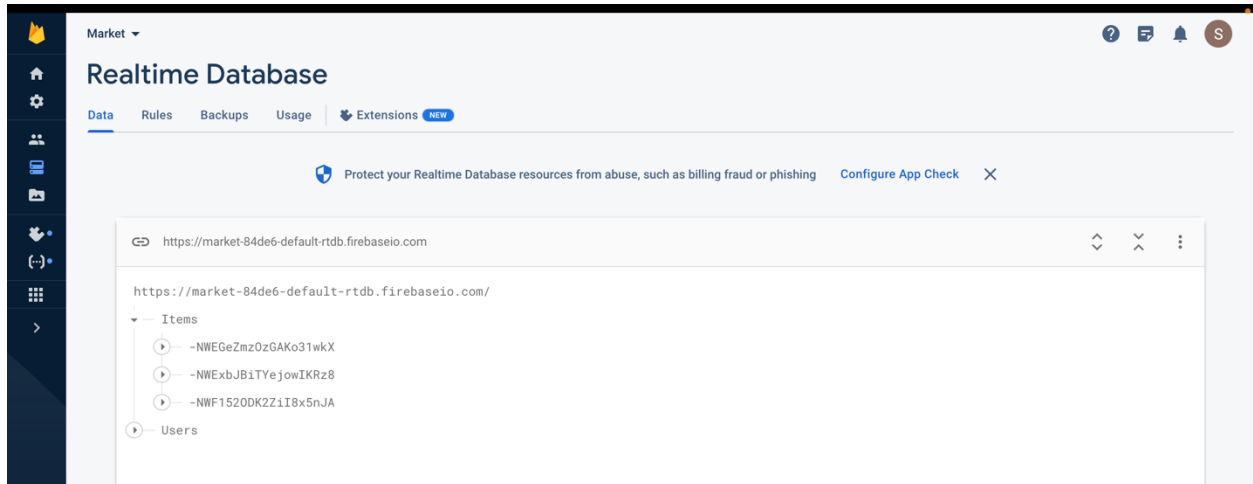 Market
S
Realtime Database
Data Rules Backups Usage Extensions NEW
Protect your Realtime Database resources from abuse, such as billing fraud or phishing Configure App Check
https://market-84de6-default-rtdb.firebaseio.com
https://market-84de6-default-rtdb.firebaseio.com/
Items
-NWEGeZmzOzGAKo31wkX
-NWExbJBiTYejowIKRz8
-NWF152ODK2ZiI8x5nJA
Users